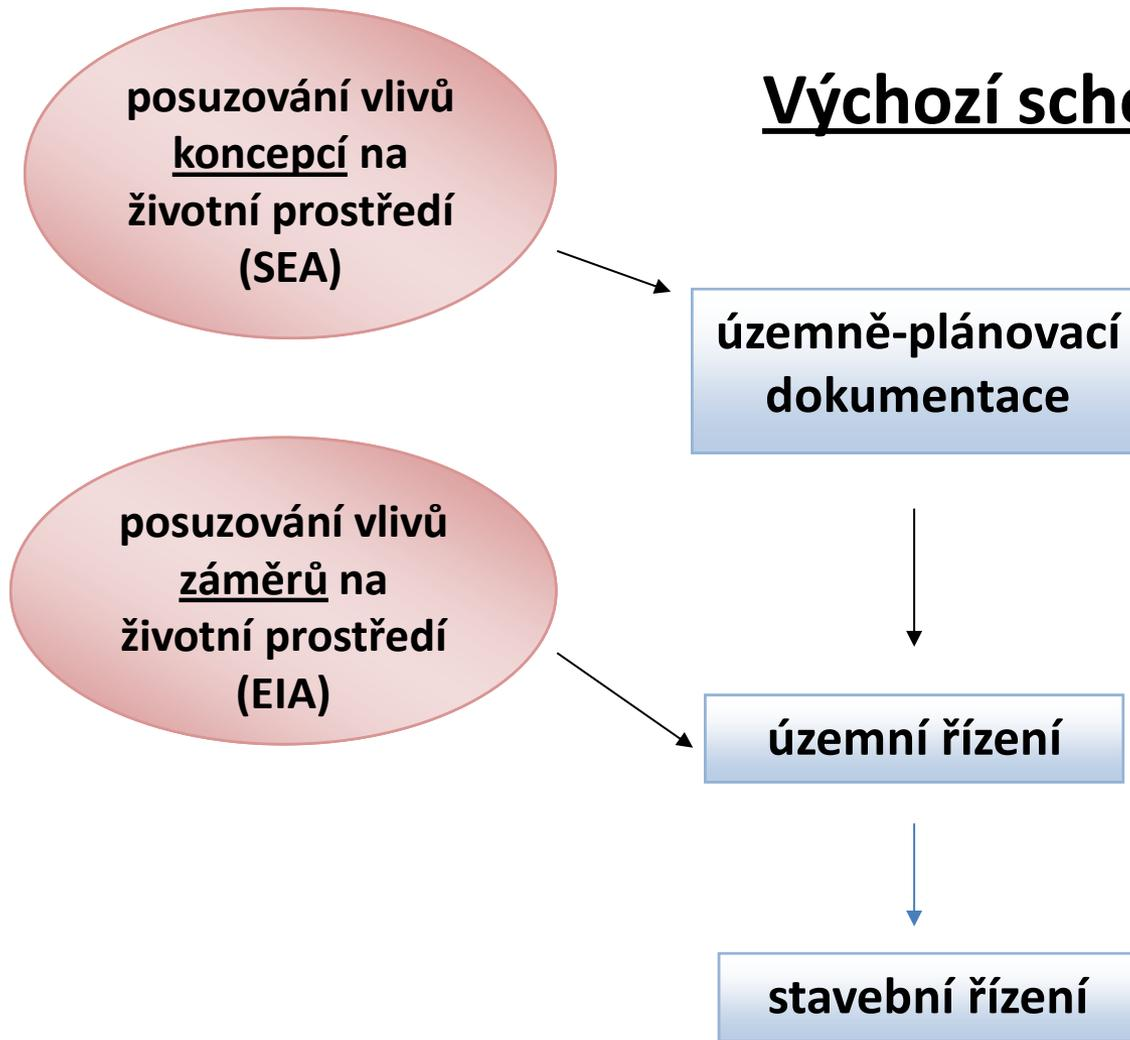 posuzování vlivů
koncepcí na
životní prostředí
(SEA)
Výchozí
územně-plánovací
dokumentace
posuzování vlivů
záměrů na
životní prostředí
(EIA)
územní řízení
stavební řízení